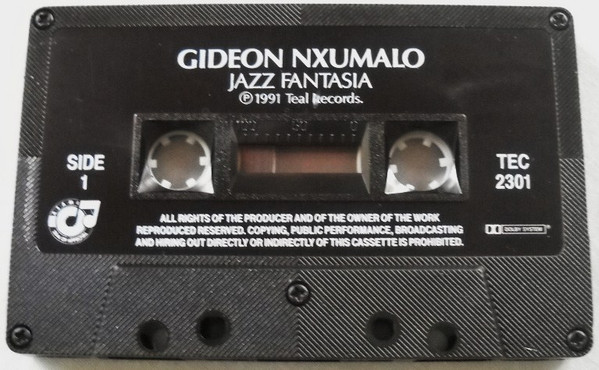 GIDEON NXUMALO
JAZZ FANTASIA
Ⓟ 1991 Teal Records.
SIDE
1
TEC
2301
ALL RIGHTS OF THE PRODUCER AND OF THE OWNER OF THE WORK
REPRODUCED RESERVED. COPYING, PUBLIC PERFORMANCE, BROADCASTING
AND HIRING OUT DIRECTLY OR INDIRECTLY OF THIS CASSETTE IS PROHIBITED.
DOLBY SYSTEM